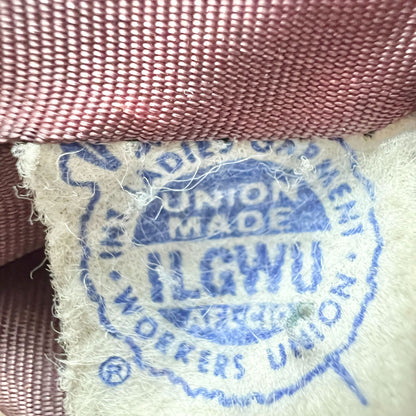 INT. LADIES GARMENT
UNION
MADE
ILGWU
· WORKERS UNION ·
®